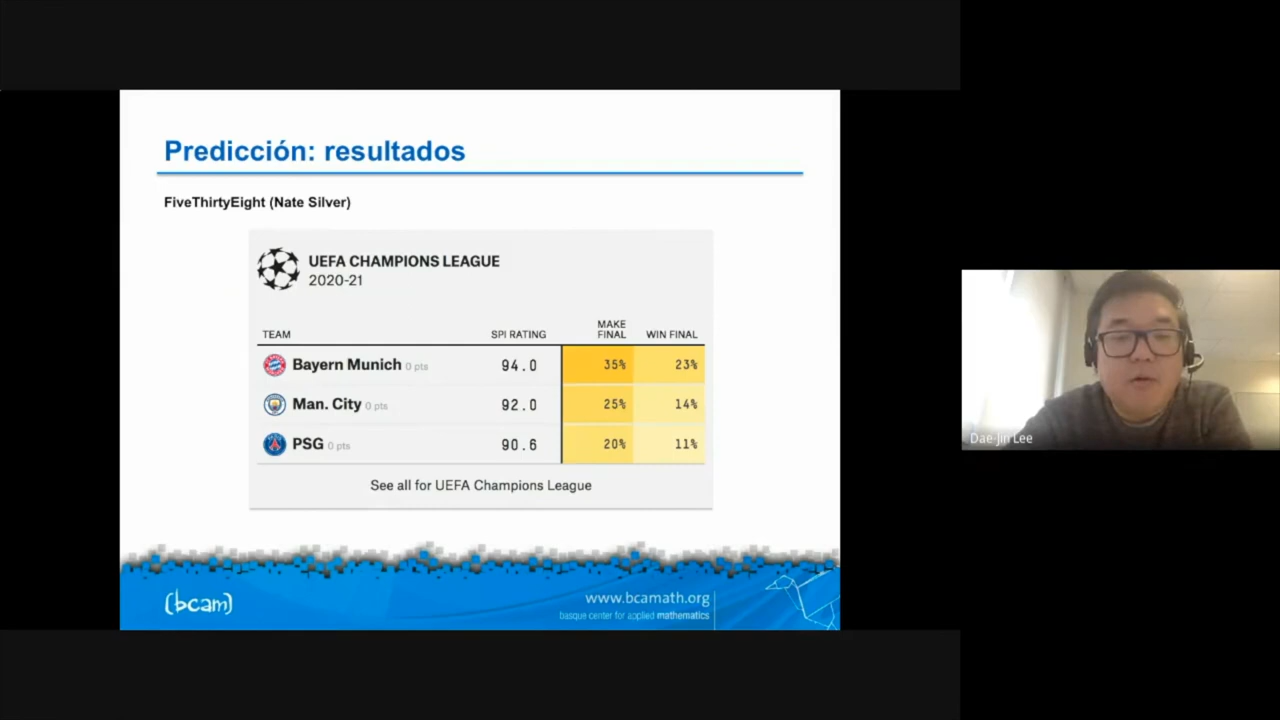 Predicción: resultados
FiveThirtyEight (Nate Silver)
UEFA CHAMPIONS LEAGUE
2020-21
TEAM SPI RATING MAKE FINAL WIN FINAL
Bayern Munich 0 pts 94.0 35% 23%
Man. City 0 pts 92.0 25% 14%
PSG 0 pts 90.6 20% 11%
See all for UEFA Champions League
(bcam)
www.bcamath.org
basque center for applied mathematics
Dae-Jin Lee